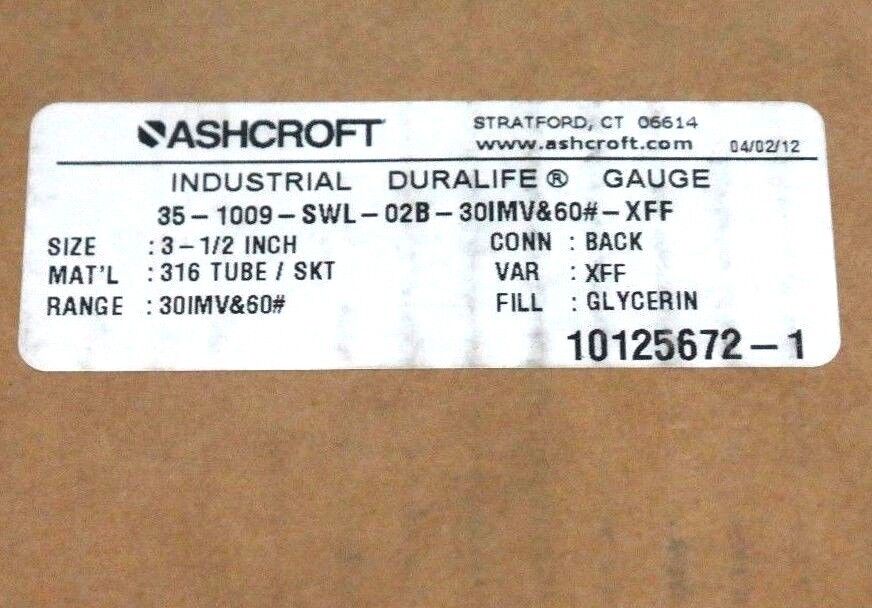 ASHCROFT STRATFORD, CT 06614
www.ashcroft.com 04/02/12
INDUSTRIAL DURALIFE® GAUGE
35-1009-SWL-02B-30IMV&60#-XFF
SIZE : 3-1/2 INCH CONN : BACK
MAT'L : 316 TUBE / SKT VAR : XFF
RANGE : 30IMV&60# FILL : GLYCERIN
10125672-1